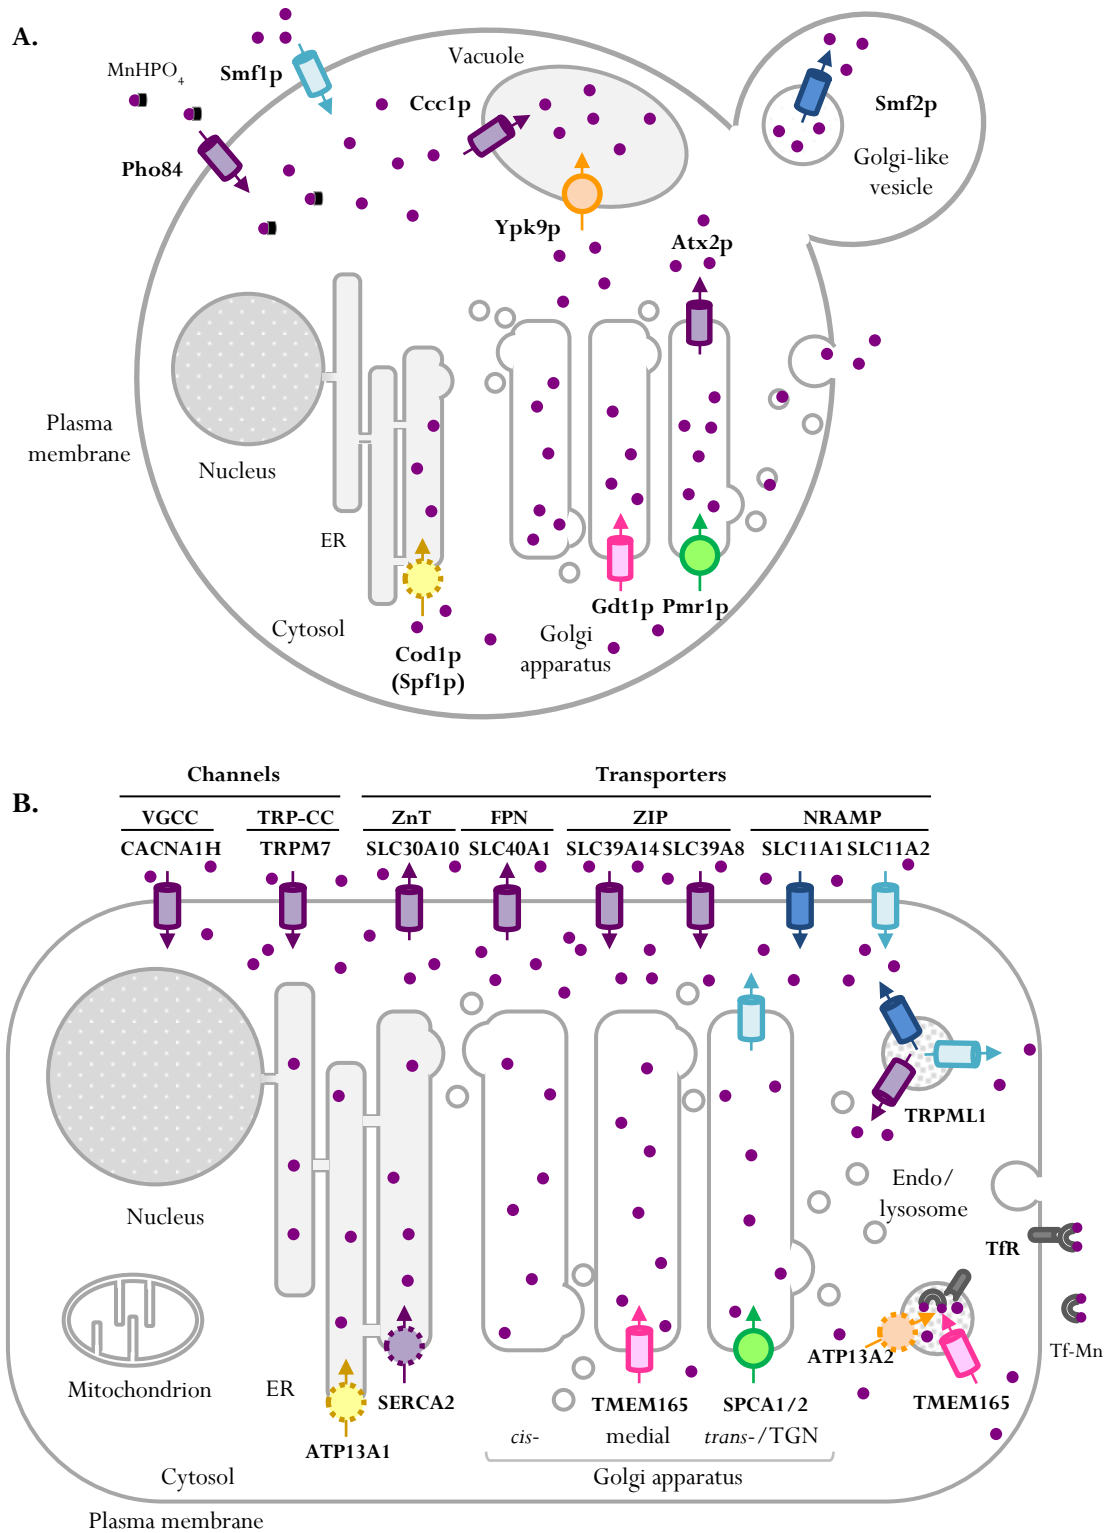 A.
MnHPO4
Smf1p
Vacuole
Ccc1p
Smf2p
Golgi-like
vesicle
Pho84
Ypk9p
Atx2p
Plasma
membrane
Nucleus
ER
Cytosol
Cod1p
(Spf1p)
Gdt1p Pmr1p
Golgi
apparatus
B.
Channels Transporters
VGCC TRP-CC ZnT FPN ZIP NRAMP
CACNA1H TRPM7 SLC30A10 SLC40A1 SLC39A14 SLC39A8 SLC11A1 SLC11A2
TRPML1
Endo/
lysosome
Nucleus
TfR
Tf-Mn
ATP13A2
TMEM165
Mitochondrion
ER
SERCA2
TMEM165
SPCA1/2
ATP13A1
cis- medial trans-/TGN
Golgi apparatus
Cytosol
Plasma membrane